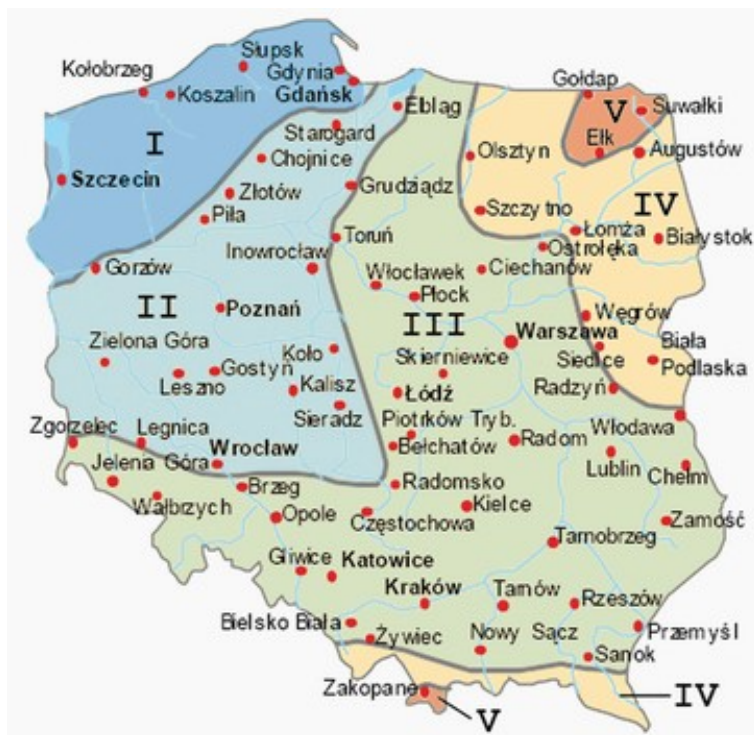 Słupsk
Kołobrzeg
Gdynia
Koszalin
Gdańsk
Gołdap
Elbląg
V
Suwałki
Starogard
I
Chojnice
Olsztyn
Ełk
Augustów
Szczecin
Złotów
Grudziądz
Szczytno
IV
Piła
Łomża
Toruń
Białystok
Inowrocław
Ostrołęka
Gorzów
Ciechanów
Włocławek
II
Płock
Poznań
III
Węgrów
Warszawa
Zielona Góra
Koło
Skierniewice
Siedlce
Biała
Podlaska
Gostyń
Leszno
Kalisz
Łódź
Radzyń
Sieradz
Zgorzelec
Legnica
Piotrków Tryb.
Włodawa
Wrocław
Bełchatów
Radom
Jelenia Góra
Lublin
Chełm
Brzeg
Radomsko
Wałbrzych
Kielce
Opole
Częstochowa
Zamość
Tarnobrzeg
Gliwice
Katowice
Kraków
Tarnów
Rzeszów
Bielsko Biała
Przemyśl
Żywiec
Nowy Sącz
Sanok
Zakopane
IV
V